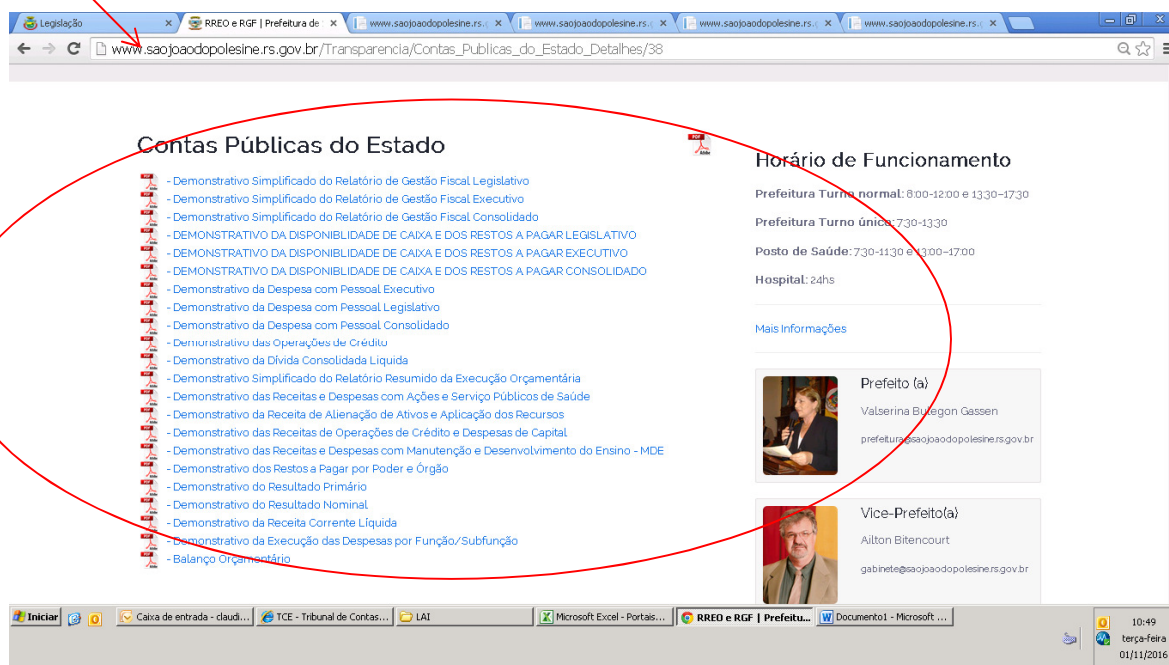 Legislação
RREO e RGF | Prefeitura de
www.saojoaodopolesine.rs.g
www.saojoaodopolesine.rs.g
www.saojoaodopolesine.rs.g
www.saojoaodopolesine.rs.g
www.saojoaodopolesine.rs.gov.br/Transparencia/Contas_Publicas_do_Estado_Detalhes/38
Contas Públicas do Estado
- Demonstrativo Simplificado do Relatório de Gestão Fiscal Legislativo
- Demonstrativo Simplificado do Relatório de Gestão Fiscal Executivo
- Demonstrativo Simplificado do Relatório de Gestão Fiscal Consolidado
- DEMONSTRATIVO DA DISPONIBLIDADE DE CAIXA E DOS RESTOS A PAGAR LEGISLATIVO
- DEMONSTRATIVO DA DISPONIBLIDADE DE CAIXA E DOS RESTOS A PAGAR EXECUTIVO
- DEMONSTRATIVO DA DISPONIBLIDADE DE CAIXA E DOS RESTOS A PAGAR CONSOLIDADO
- Demonstrativo da Despesa com Pessoal Executivo
- Demonstrativo da Despesa com Pessoal Legislativo
- Demonstrativo da Despesa com Pessoal Consolidado
- Demonstrativo das Operações de Crédito
- Demonstrativo da Dívida Consolidada Liquida
- Demonstrativo Simplificado do Relatório Resumido da Execução Orçamentária
- Demonstrativo das Receitas e Despesas com Ações e Serviço Públicos de Saúde
- Demonstrativo da Receita de Alienação de Ativos e Aplicação dos Recursos
- Demonstrativo das Receitas de Operações de Crédito e Despesas de Capital
- Demonstrativo das Receitas e Despesas com Manutenção e Desenvolvimento do Ensino - MDE
- Demonstrativo dos Restos a Pagar por Poder e Órgão
- Demonstrativo do Resultado Primário
- Demonstrativo do Resultado Nominal
- Demonstrativo da Receita Corrente Líquida
- Demonstrativo da Execução das Despesas por Função/Subfunção
- Balanço Orçamentário
Horário de Funcionamento
Prefeitura Turno normal: 8:00-12:00 e 13:30–17:30
Prefeitura Turno único: 7:30-13:30
Posto de Saúde: 7:30-11:30 e 13:00–17:00
Hospital: 24hs
Mais Informações
Prefeito (a)
Valserina Bulegon Gassen
prefeitura@saojoaodopolesine.rs.gov.br
Vice-Prefeito(a)
Ailton Bitencourt
gabinete@saojoaodopolesine.rs.gov.br
Iniciar
Caixa de entrada - claudi...
TCE - Tribunal de Contas...
LAI
Microsoft Excel - Portais...
RREO e RGF | Prefeitu...
Documento1 - Microsoft ...
10:49
terça-feira
01/11/2016